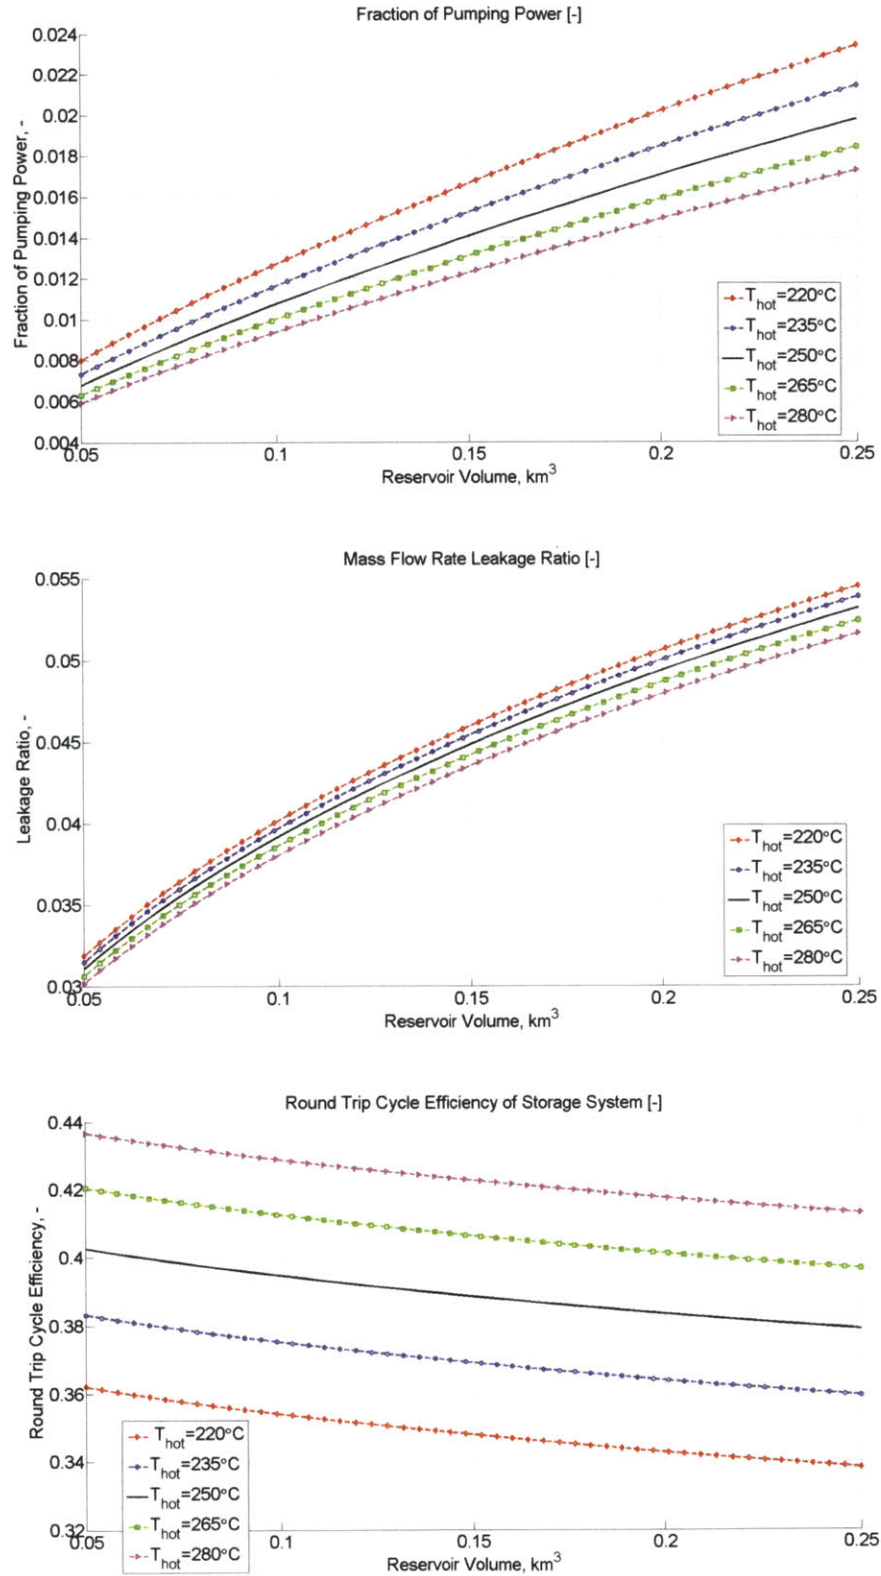 Fraction of Pumping Power [-]
0.024
0.022
0.02
0.018
0.016
0.014
0.012
0.01
0.008
0.006
0.004
Fraction of Pumping Power, -
T_hot=220°C
T_hot=235°C
T_hot=250°C
T_hot=265°C
T_hot=280°C
0.05 0.1 0.15 0.2 0.25
Reservoir Volume, km³
Mass Flow Rate Leakage Ratio [-]
0.055
0.05
0.045
0.04
0.035
0.03
Leakage Ratio, -
T_hot=220°C
T_hot=235°C
T_hot=250°C
T_hot=265°C
T_hot=280°C
0.05 0.1 0.15 0.2 0.25
Reservoir Volume, km³
Round Trip Cycle Efficiency of Storage System [-]
0.44
0.42
0.4
0.38
0.36
0.34
0.32
Round Trip Cycle Efficiency, -
T_hot=220°C
T_hot=235°C
T_hot=250°C
T_hot=265°C
T_hot=280°C
0.05 0.1 0.15 0.2 0.25
Reservoir Volume, km³